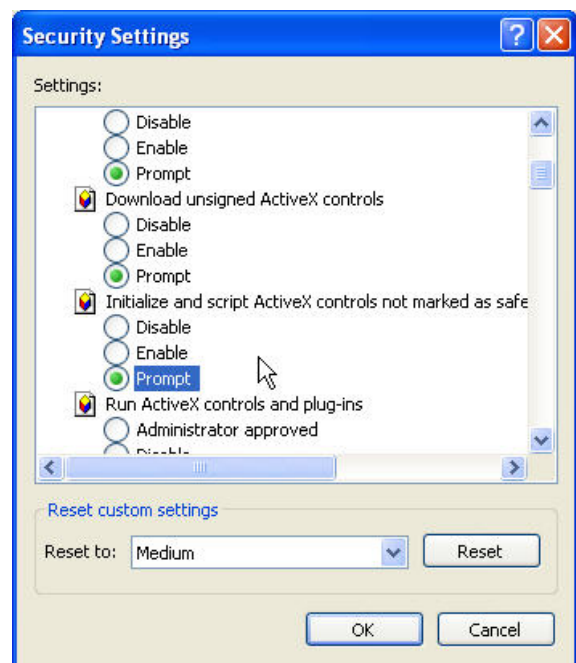 Security Settings
Settings:
Disable
Enable
Prompt
Download unsigned ActiveX controls
Disable
Enable
Prompt
Initialize and script ActiveX controls not marked as safe
Disable
Enable
Prompt
Run ActiveX controls and plug-ins
Administrator approved
Disable
Reset custom settings
Reset to: Medium Reset
OK Cancel